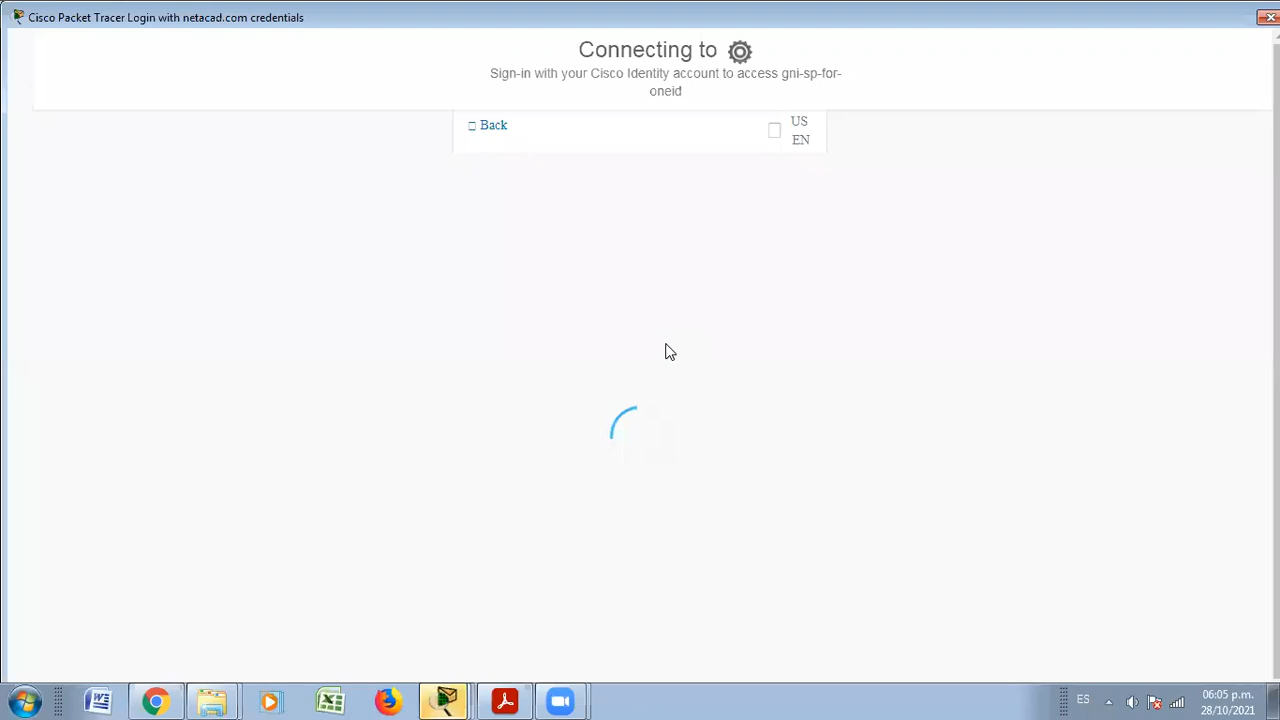 Cisco Packet Tracer Login with netacad.com credentials
Connecting to
Sign-in with your Cisco Identity account to access gni-sp-for-
oneid
Back
US
EN
ES
06:05 p.m.
28/10/2021